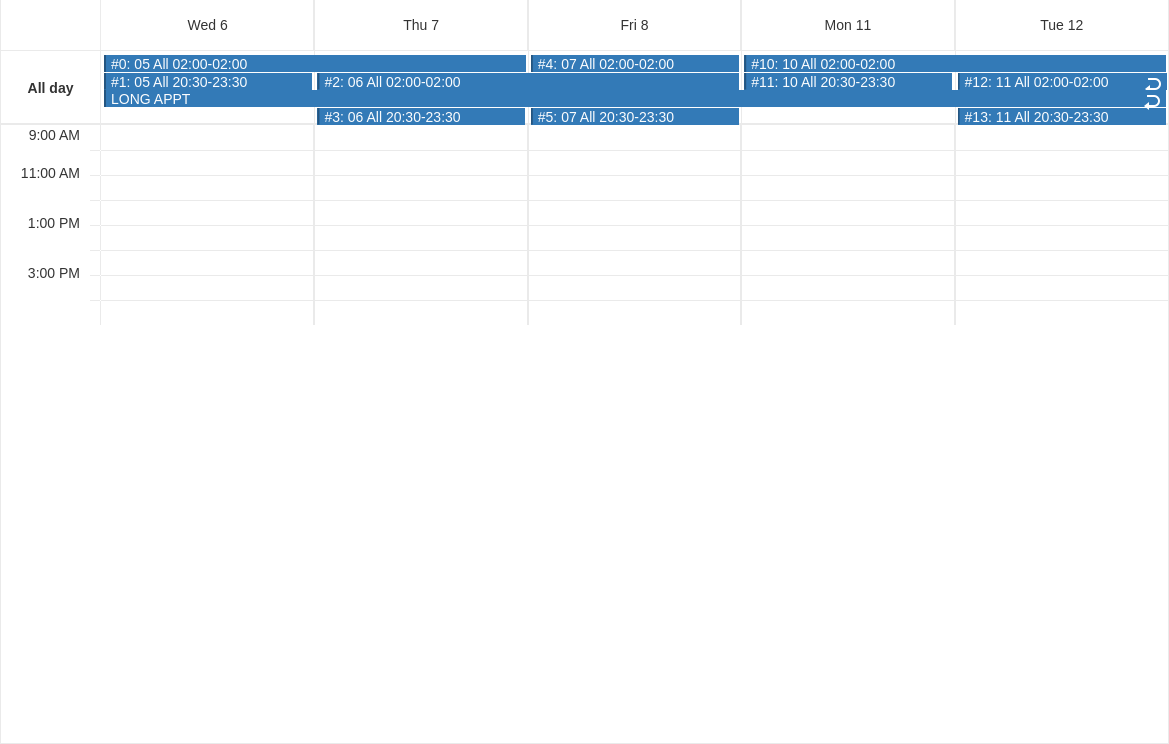 Wed 6 Thu 7 Fri 8 Mon 11 Tue 12
All day
#0: 05 All 02:00-02:00 #4: 07 All 02:00-02:00 #10: 10 All 02:00-02:00
#1: 05 All 20:30-23:30 #2: 06 All 02:00-02:00 #11: 10 All 20:30-23:30 #12: 11 All 02:00-02:00
LONG APPT
#3: 06 All 20:30-23:30 #5: 07 All 20:30-23:30 #13: 11 All 20:30-23:30
9:00 AM
11:00 AM
1:00 PM
3:00 PM